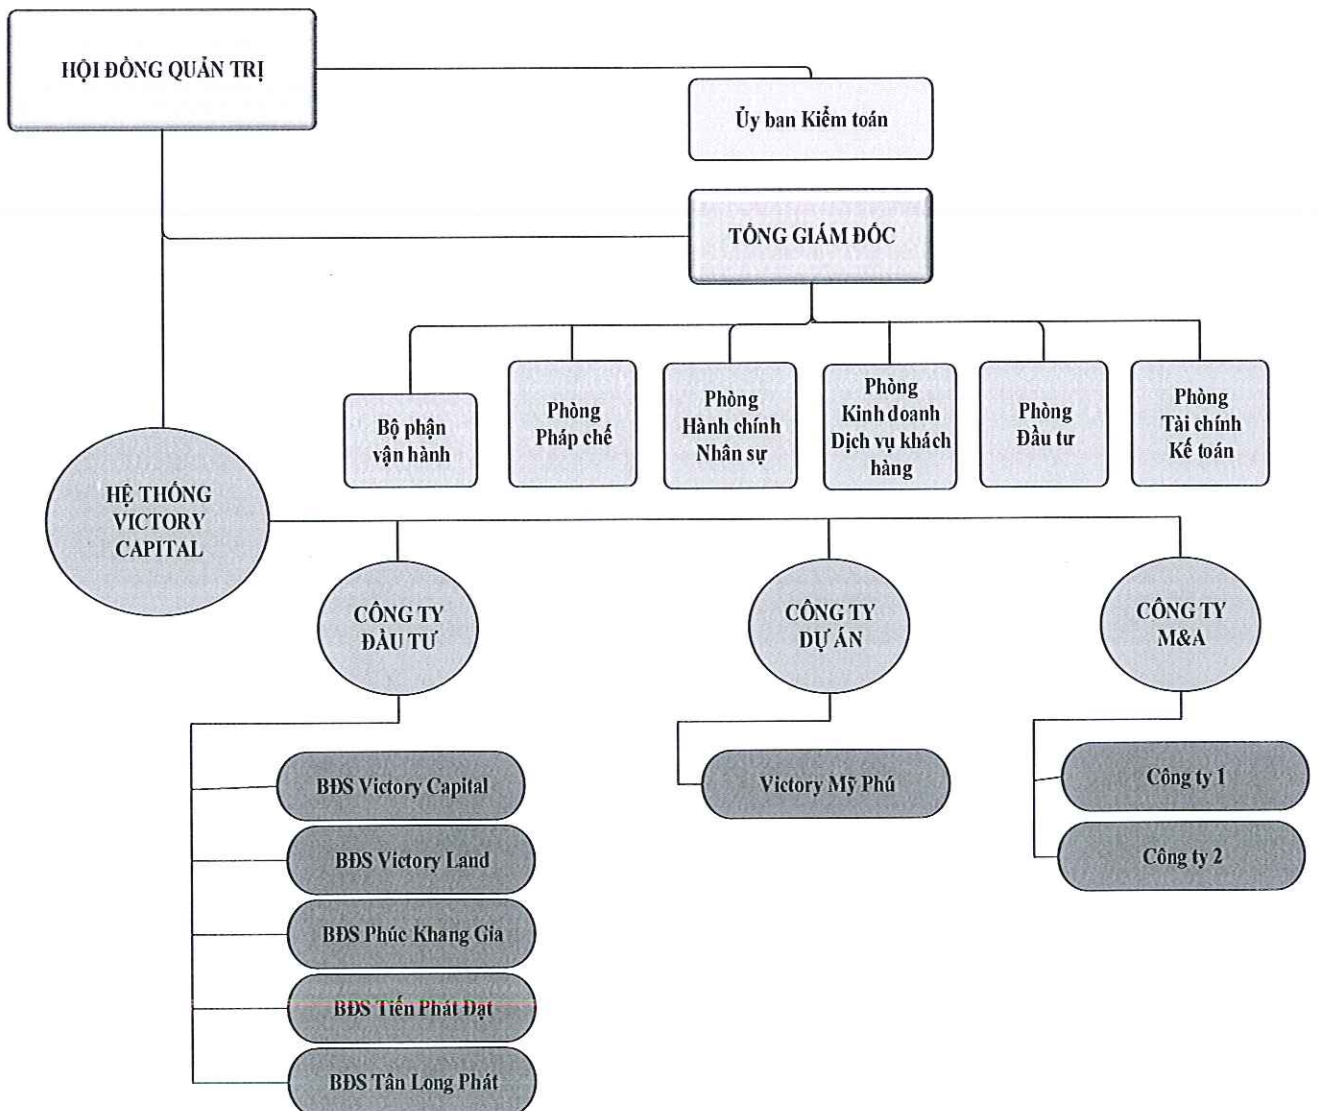 HỘI ĐỒNG QUẢN TRỊ
Ủy ban Kiểm toán
TỔNG GIÁM ĐỐC
Bộ phận
vận hành
Phòng
Pháp chế
Phòng
Hành chính
Nhân sự
Phòng
Kinh doanh
Dịch vụ khách
hàng
Phòng
Đầu tư
Phòng
Tài chính
Kế toán
HỆ THỐNG
VICTORY
CAPITAL
CÔNG TY
ĐẦU TƯ
CÔNG TY
DỰ ÁN
CÔNG TY
M&A
BĐS Victory Capital
BĐS Victory Land
BĐS Phúc Khang Gia
BĐS Tiến Phát Đạt
BĐS Tân Long Phát
Victory Mỹ Phú
Công ty 1
Công ty 2